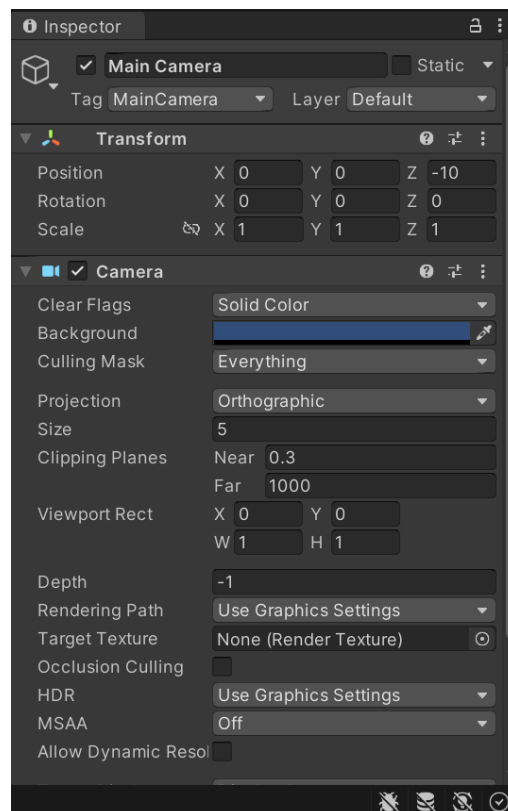 Inspector
Main Camera Static
Tag MainCamera Layer Default
Transform
Position X 0 Y 0 Z -10
Rotation X 0 Y 0 Z 0
Scale X 1 Y 1 Z 1
Camera
Clear Flags Solid Color
Background
Culling Mask Everything
Projection Orthographic
Size 5
Clipping Planes Near 0.3
Far 1000
Viewport Rect X 0 Y 0
W 1 H 1
Depth -1
Rendering Path Use Graphics Settings
Target Texture None (Render Texture)
Occlusion Culling
HDR Use Graphics Settings
MSAA Off
Allow Dynamic Resol